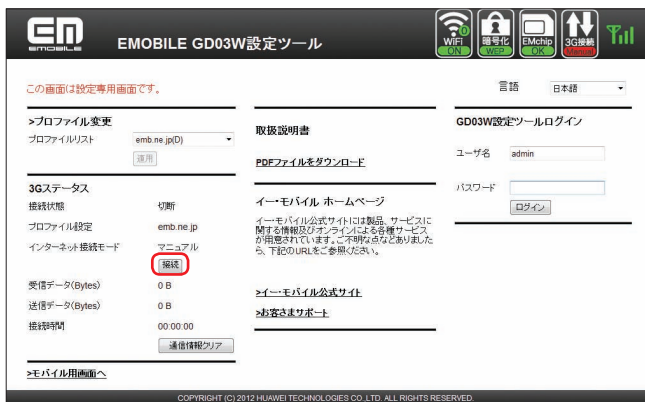 EM
EMOBILE
EMOBILE GD03W設定ツール
WiFi
ON
暗号化
WEP
EMchip
OK
3G接続
Manual
この画面は設定専用画面です。
言語
日本語
>プロファイル変更
プロファイルリスト
emb.ne.jp(D)
適用
3Gステータス
接続状態
切断
プロファイル設定
emb.ne.jp
インターネット接続モード
マニュアル
接続
受信データ(Bytes)
0 B
送信データ(Bytes)
0 B
接続時間
00:00:00
通信情報クリア
>モバイル用画面へ
取扱説明書
PDFファイルをダウンロード
イー・モバイル ホームページ
イー・モバイル公式サイトには製品、サービスに
関する情報及びオンラインによる各種サービス
が用意されています。ご不明な点などありました
ら、下記のURLをご参照ください。
>イー・モバイル公式サイト
>お客さまサポート
GD03W設定ツールログイン
ユーザ名
admin
パスワード
ログイン
COPYRIGHT (C) 2012 HUAWEI TECHNOLOGIES CO.,LTD. ALL RIGHTS RESERVED.